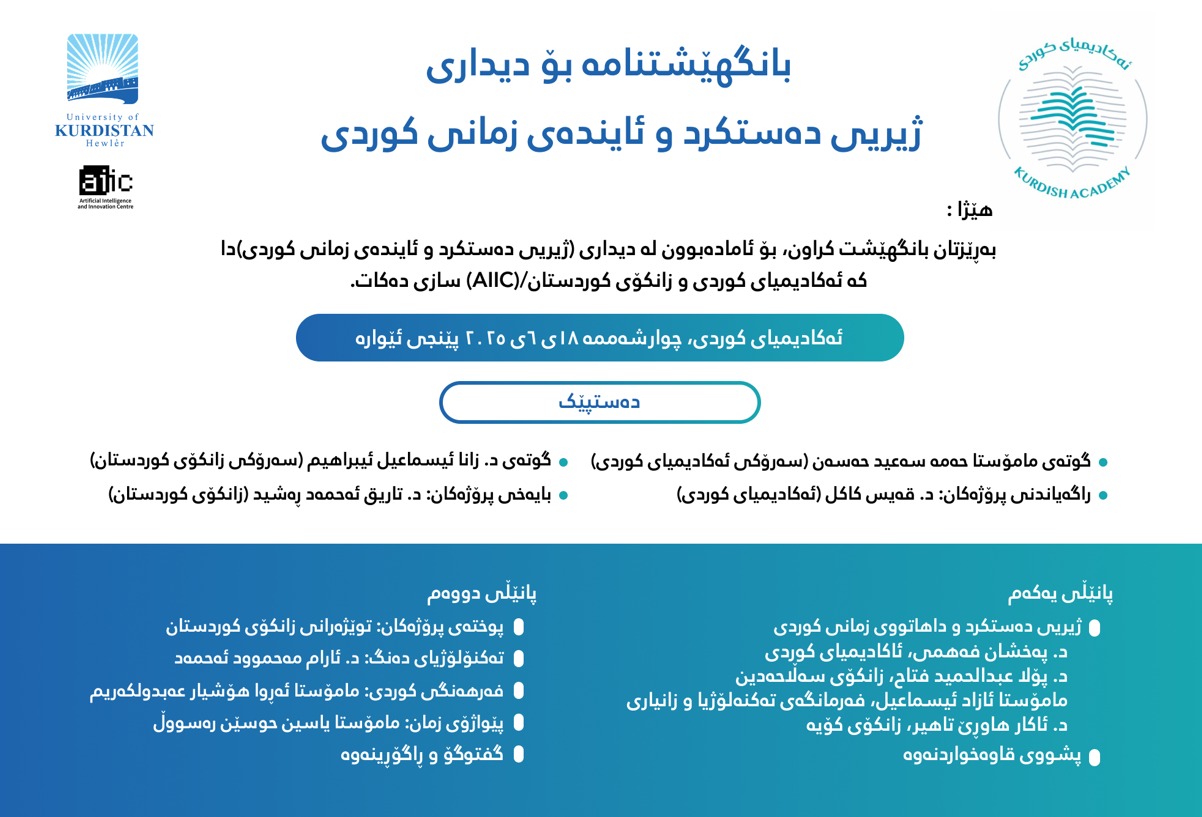 بانگهێشتنامە بۆ دیداری
ژیریی دەستکرد و ئایندەی زمانی کوردی
University of
KURDISTAN
Hewlêr
aiic
Artificial Intelligence
and Innovation Centre
ئەکادیمیای کوردی
KURDISH ACADEMY
هێژا :
بەڕێزتان بانگهێشت کراون، بۆ ئامادەبوون لە دیداری (ژیریی دەستکرد و ئایندەی زمانی کوردی)دا
کە ئەکادیمیای کوردی و زانکۆی کوردستان/(AIIC) سازی دەکات.
ئەکادیمیای کوردی، چوارشەممە ١٨ی ٦ی ٢٠٢٥ پێنجی ئێوارە
دەستپێک
گوتەی مامۆستا حەمە سەعید حەسەن (سەرۆکی ئەکادیمیای کوردی)
راگەیاندنی پرۆژەکان: د. قەیس کاکل (ئەکادیمیای کوردی)
گوتەی د. زانا ئیسماعیل ئیبراهیم (سەرۆکی زانکۆی کوردستان)
بایەخی پرۆژەکان: د. تاریق ئەحمەد ڕەشید (زانکۆی کوردستان)
پانێڵی یەکەم
ژیریی دەستکرد و داهاتووی زمانی کوردی
د. پەخشان فەهمی، ئاکادیمیای کوردی
د. پۆلا عبدالحمید فتاح، زانکۆی سەڵاحەدین
مامۆستا ئازاد ئیسماعیل، فەرمانگەی تەکنەلۆژیا و زانیاری
د. ئاکار هاوڕێ تاهیر، زانکۆی کۆیە
پشووی قاوەخواردنەوە
پانێڵی دووەم
پوختەی پرۆژەکان: توێژەرانی زانکۆی کوردستان
تەکنۆلۆژیای دەنگ: د. ئارام مەحموود ئەحمەد
فەرهەنگی کوردی: مامۆستا ئەڕوا هۆشیار عەبدولکەریم
پێواژۆی زمان: مامۆستا یاسین حوسێن رەسووڵ
گفتوگۆ و ڕاگۆڕینەوە